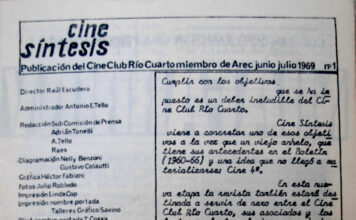 cine
síntesis
Publicación del Cine Club Río Cuarto miembro de Arec junio julio 1969 nº1
Director Raúl Escudero
Administrador Antonio E.Tello
Redacción Sub-Comisión de Prensa
Adrián Tonelli
A.Tello
Raes
-Diagramación Nelly Benzoni
Gustavo Colautti
Gráfica Héctor Fabiani
Fotos Julio Robledo
Impresión Linda Cop
Impresión nombre portada
Talleres Gráfico Savino
Cumplir con los objetivos
que se ha im
puesto es un deber ineludible del Ci
ne Club Río Cuarto.
Cine Síntesis
viene a concretar uno de esos objeti
vos a la vez que un viejo anhelo, que
tiene sus antecedentes en el Boletín
(1960-66) y una idea que no llegó a ma
terializarse: Cine
En esta nue
va etapa la revista también estará des
tinada a servir de nexo entre el Cine
Club Río Cuarto, sus asociados y los